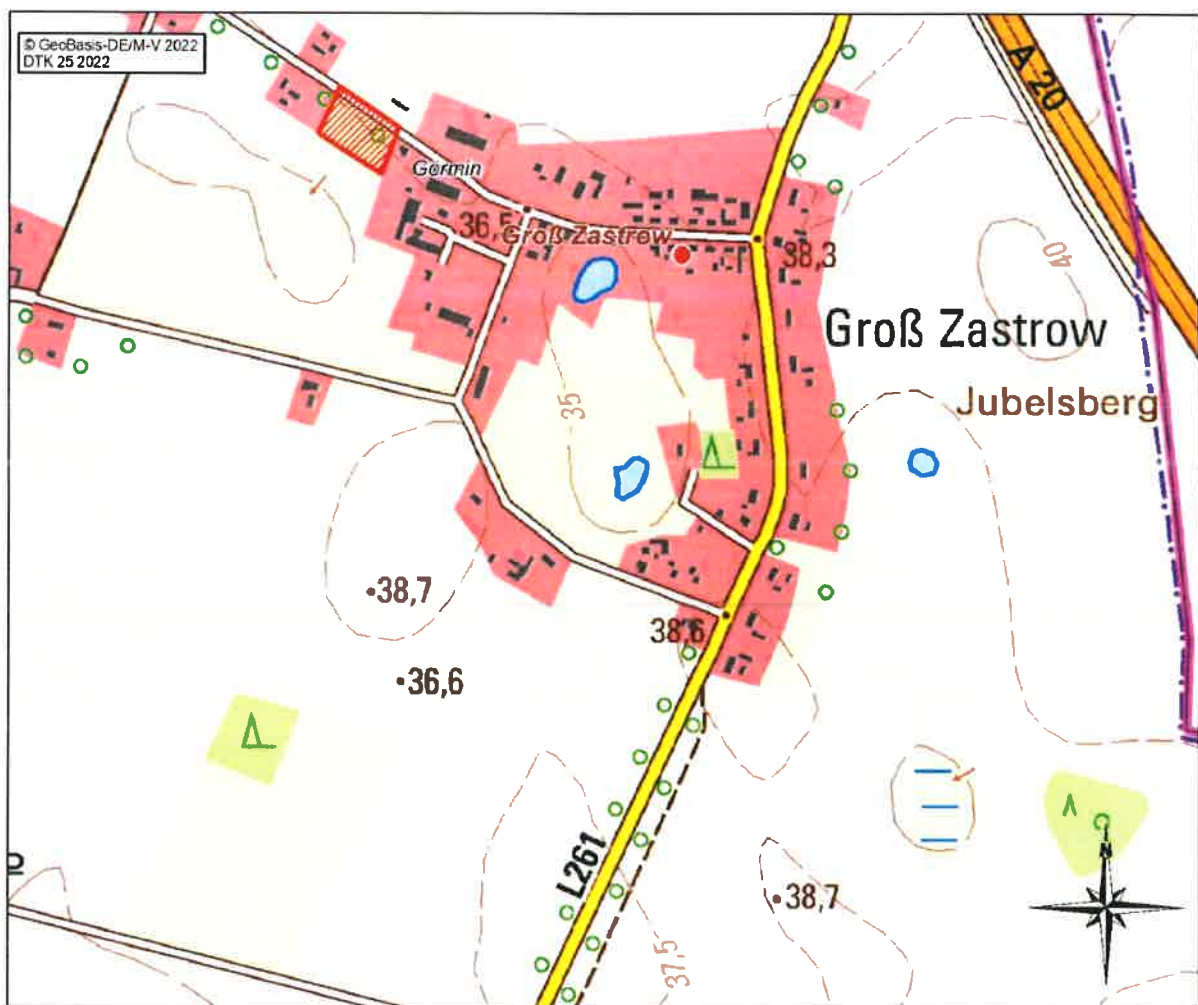 © GeoBasis-DE/M-V 2022
DTK 25 2022
A 20
Görmin
36,5
Groß Zastrow
38,3
40
Groß Zastrow
Jubelsberg
35
38,7
38,6
36,6
L261
38,7
37,5
N